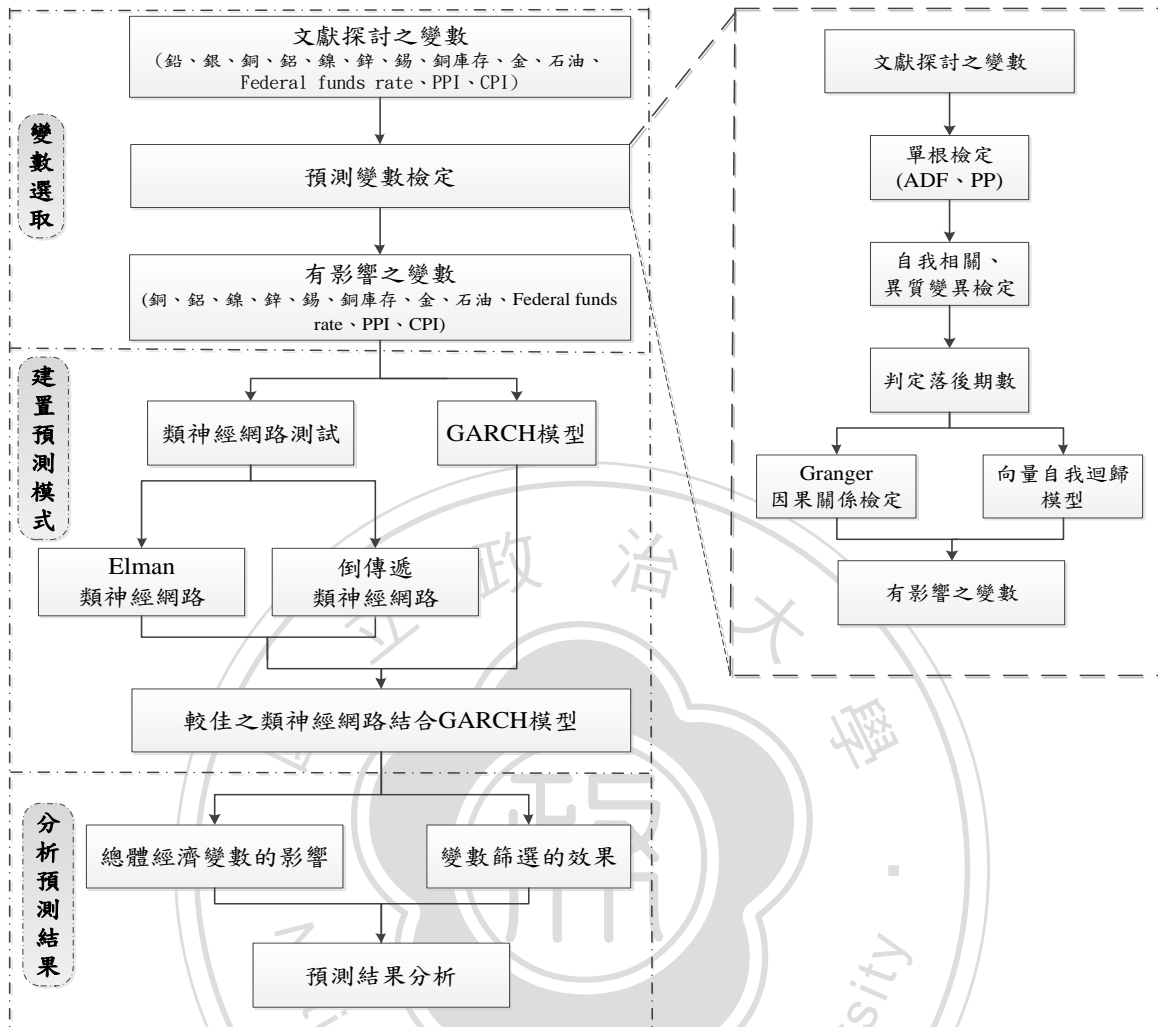 變數選取
文獻探討之變數
(鉛、銀、銅、鋁、鎳、鋅、錫、銅庫存、金、石油、
Federal funds rate、PPI、CPI)
預測變數檢定
有影響之變數
(銅、鋁、鎳、鋅、錫、銅庫存、金、石油、Federal funds
rate、PPI、CPI)
建置預測模式
類神經網路測試
GARCH模型
Elman
類神經網路
倒傳遞
類神經網路
較佳之類神經網路結合GARCH模型
分析預測結果
總體經濟變數的影響
變數篩選的效果
預測結果分析
文獻探討之變數
單根檢定
(ADF、PP)
自我相關、
異質變異檢定
判定落後期數
Granger
因果關係檢定
向量自我迴歸
模型
有影響之變數
立政治大學